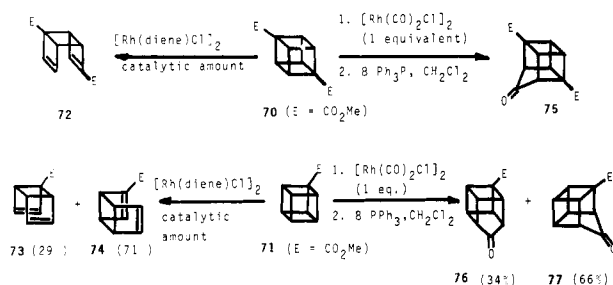 E
E
72
[Rh(diene)Cl]2
catalytic amount
E
E
70 (E = CO2Me)
1. [Rh(CO)2Cl]2
(1 equivalent)
2. 8 Ph3P, CH2Cl2
E
E
O
75
E
73 (29 )
+
E
74 (71 )
[Rh(diene)Cl]2
catalytic
amount
E
71 (E = CO2Me)
1. [Rh(CO)2Cl]2
(1 eq.)
2. 8 PPh3,CH2Cl2
E
O
76 (34%)
+
E
O
77 (66%)